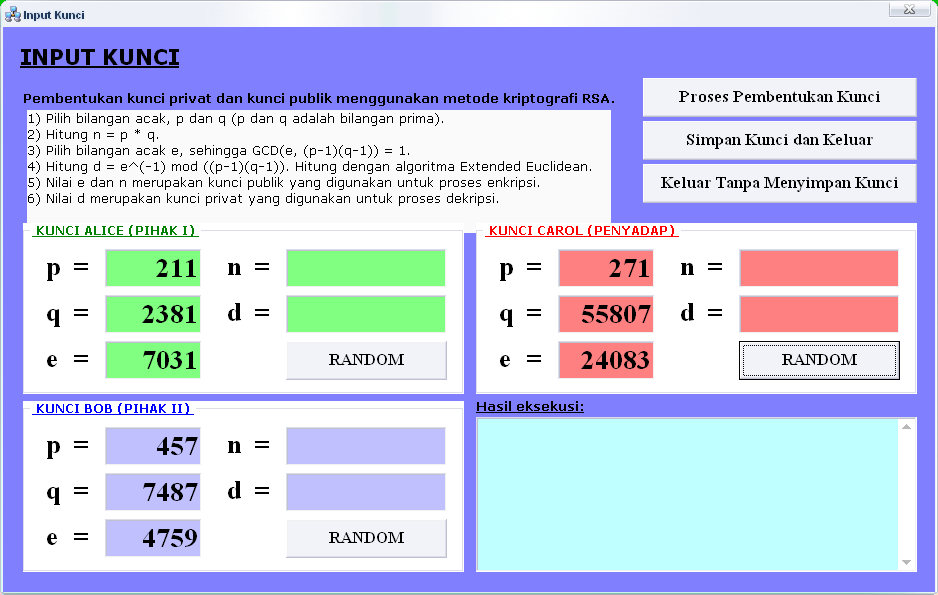 Input Kunci
INPUT KUNCI
Pembentukan kunci privat dan kunci publik menggunakan metode kriptografi RSA.
1) Pilih bilangan acak, p dan q (p dan q adalah bilangan prima).
2) Hitung n = p * q.
3) Pilih bilangan acak e, sehingga GCD(e, (p-1)(q-1)) = 1.
4) Hitung d = e^(-1) mod ((p-1)(q-1)). Hitung dengan algoritma Extended Euclidean.
5) Nilai e dan n merupakan kunci publik yang digunakan untuk proses enkripsi.
6) Nilai d merupakan kunci privat yang digunakan untuk proses dekripsi.
Proses Pembentukan Kunci
Simpan Kunci dan Keluar
Keluar Tanpa Menyimpan Kunci
KUNCI ALICE (PIHAK I)
p = 211 n =
q = 2381 d =
e = 7031 RANDOM
KUNCI CAROL (PENYADAP)
p = 271 n =
q = 55807 d =
e = 24083 RANDOM
KUNCI BOB (PIHAK II)
p = 457 n =
q = 7487 d =
e = 4759 RANDOM
Hasil eksekusi: